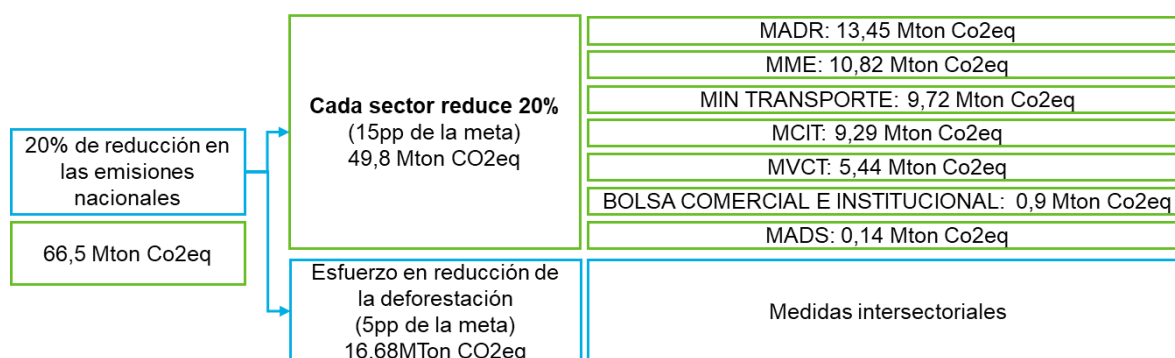 20% de reducción en
las emisiones
nacionales
66,5 Mton Co2eq
Cada sector reduce 20%
(15pp de la meta)
49,8 Mton CO2eq
Esfuerzo en reducción de
la deforestación
(5pp de la meta)
16,68MTon CO2eq
MADR: 13,45 Mton Co2eq
MME: 10,82 Mton Co2eq
MIN TRANSPORTE: 9,72 Mton Co2eq
MCIT: 9,29 Mton Co2eq
MVCT: 5,44 Mton Co2eq
BOLSA COMERCIAL E INSTITUCIONAL: 0,9 Mton Co2eq
MADS: 0,14 Mton Co2eq
Medidas intersectoriales